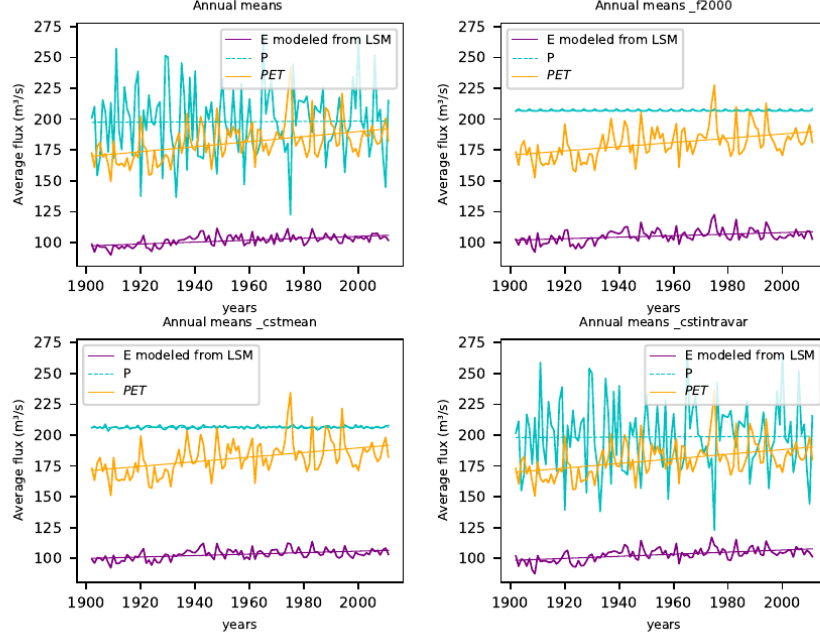 Annual means
Annual means _f2000
275
250
225
200
175
150
125
100
Average flux (m³/s)
E modeled from LSM
P
PET
1900 1920 1940 1960 1980 2000
years
275
250
225
200
175
150
125
100
Average flux (m³/s)
E modeled from LSM
P
PET
1900 1920 1940 1960 1980 2000
years
Annual means _cstmean
Annual means _cstintravar
275
250
225
200
175
150
125
100
Average flux (m³/s)
E modeled from LSM
P
PET
1900 1920 1940 1960 1980 2000
years
275
250
225
200
175
150
125
100
Average flux (m³/s)
E modeled from LSM
P
PET
1900 1920 1940 1960 1980 2000
years